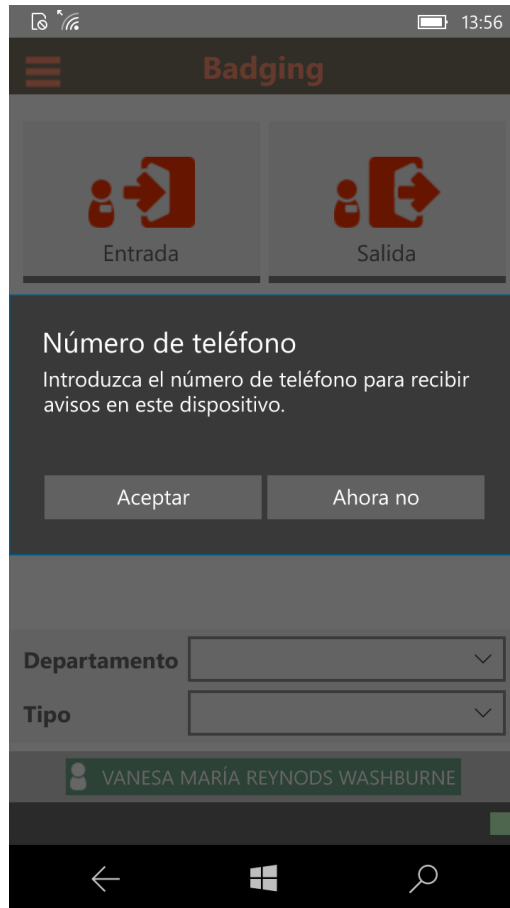 13:56
Badging
Entrada
Salida
Número de teléfono
Introduzca el número de teléfono para recibir
avisos en este dispositivo.
Aceptar
Ahora no
Departamento
Tipo
VANESA MARÍA REYNODS WASHBURNE